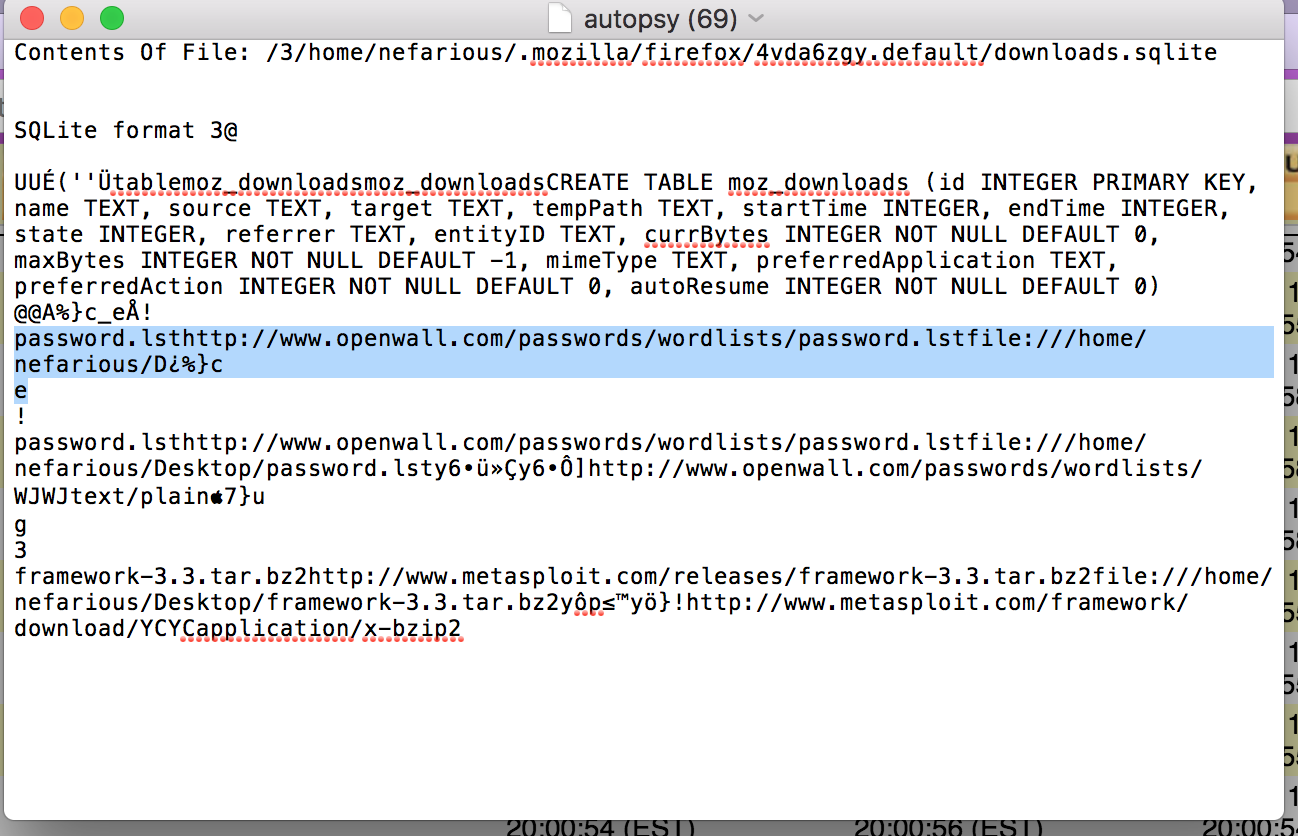 autopsy (69)
Contents Of File: /3/home/nefarious/.mozilla/firefox/4vda6zgy.default/downloads.sqlite
SQLite format 3@
UUÉ(''Ütablemoz_downloadsmoz_downloadsCREATE TABLE moz_downloads (id INTEGER PRIMARY KEY,
name TEXT, source TEXT, target TEXT, tempPath TEXT, startTime INTEGER, endTime INTEGER,
state INTEGER, referrer TEXT, entityID TEXT, currBytes INTEGER NOT NULL DEFAULT 0,
maxBytes INTEGER NOT NULL DEFAULT -1, mimeType TEXT, preferredApplication TEXT,
preferredAction INTEGER NOT NULL DEFAULT 0, autoResume INTEGER NOT NULL DEFAULT 0)
@@A%}c_eÅ!
password.lsthttp://www.openwall.com/passwords/wordlists/password.lstfile:///home/
nefarious/D¿%}c
e
!
password.lsthttp://www.openwall.com/passwords/wordlists/password.lstfile:///home/
nefarious/Desktop/password.lsty6•ü»Çy6•Ô]http://www.openwall.com/passwords/wordlists/
WJWJtext/plain7}u
g
3
framework-3.3.tar.bz2http://www.metasploit.com/releases/framework-3.3.tar.bz2file:///home/
nefarious/Desktop/framework-3.3.tar.bz2yôp≤™yö}!http://www.metasploit.com/framework/
download/YCYCapplication/x-bzip2
20:00:54 (EST) 20:00:56 (EST)